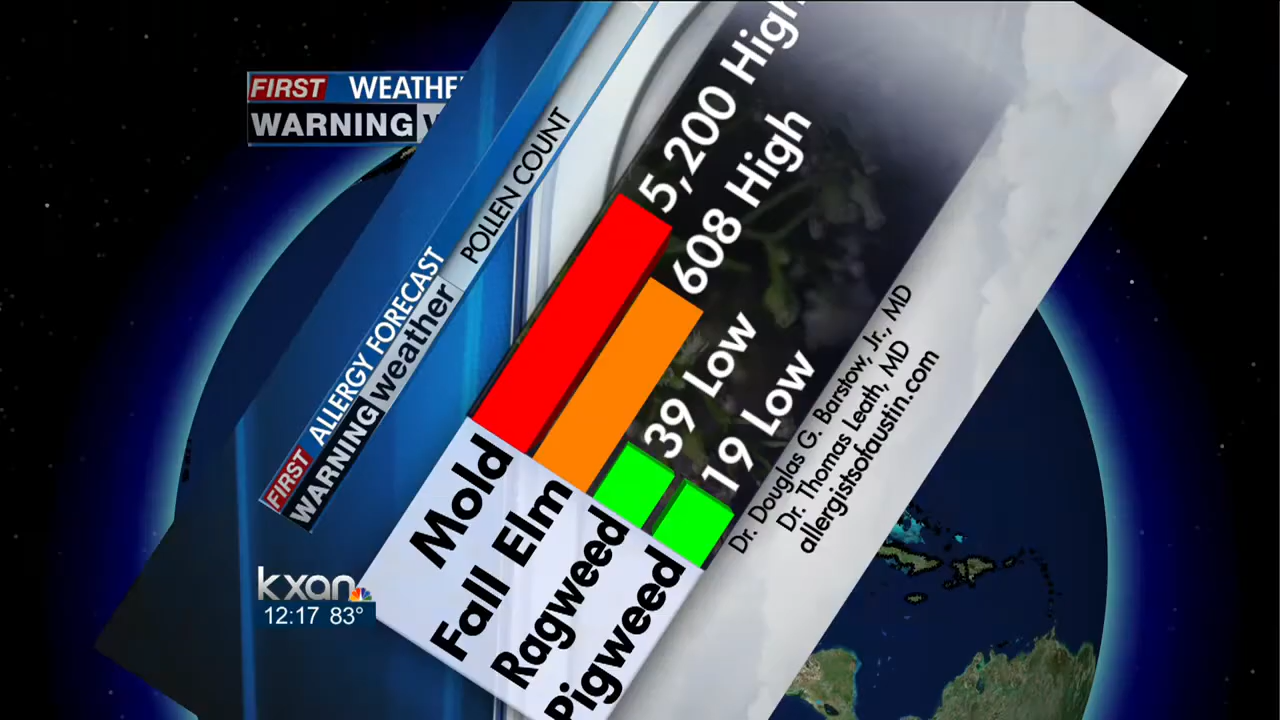 FIRST WEATHE
WARNING
FIRST ALLERGY FORECAST
WARNING weather
POLLEN COUNT
Mold 5,200 High
Fall Elm 608 High
Ragweed 39 Low
Pigweed 19 Low
Dr. Douglas G. Barstow, Jr., MD
Dr. Thomas Leath, MD
allergistsofaustin.com
kxan
12:17 83°